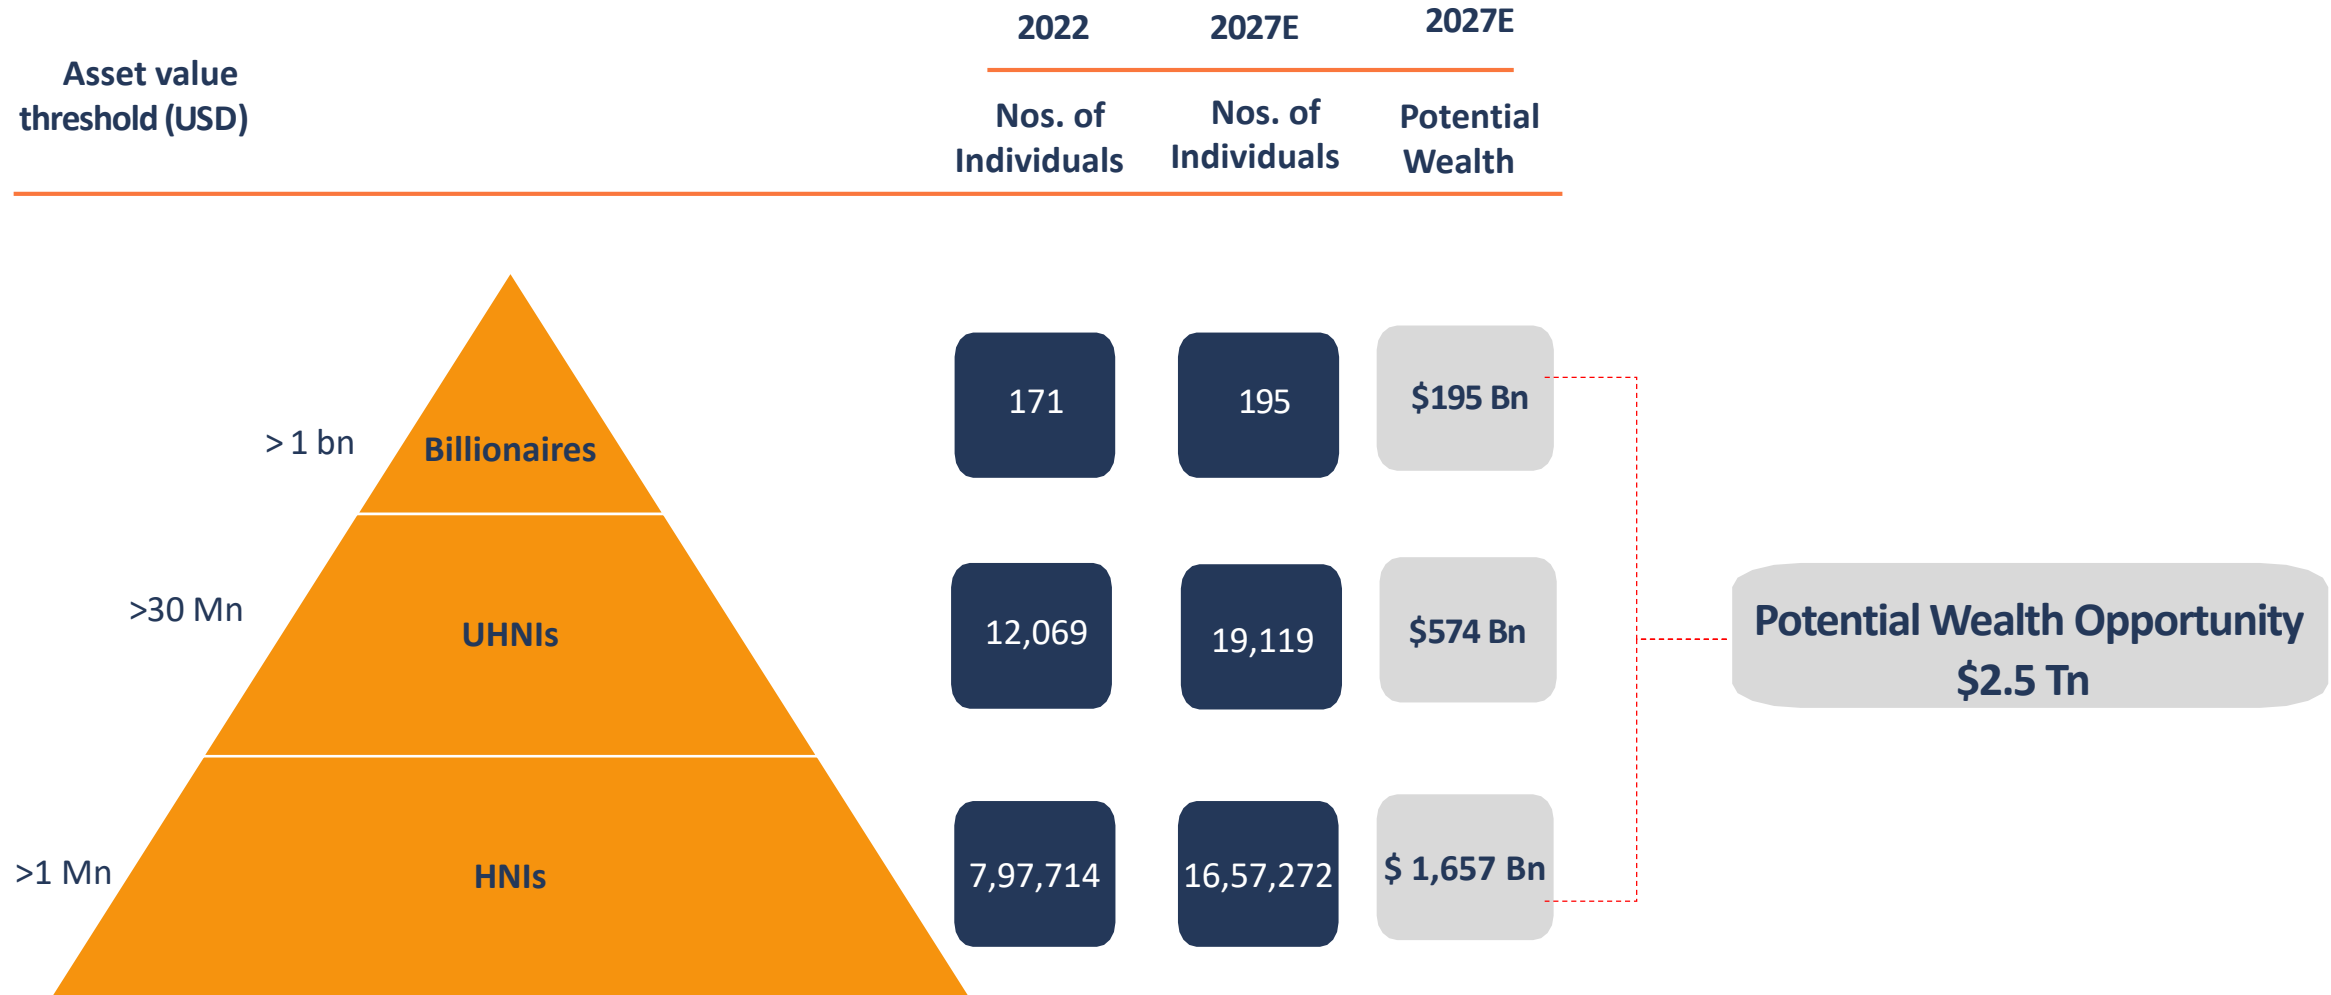 2022 2027E 2027E
Asset value
threshold (USD)
Nos. of
Individuals
Nos. of
Individuals
Potential
Wealth
> 1 bn
Billionaires
171
195
$195 Bn
>30 Mn
UHNIs
12,069
19,119
$574 Bn
Potential Wealth Opportunity
$2.5 Tn
>1 Mn
HNIs
7,97,714
16,57,272
$ 1,657 Bn